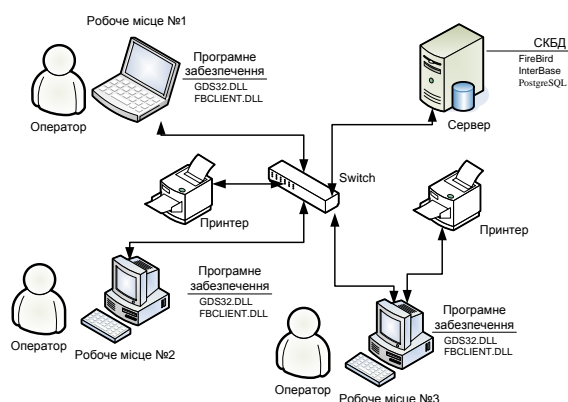 Робоче місце №1
Програмне
забезпечення
GDS32.DLL
FBCLIENT.DLL
Оператор
СКБД
FireBird
InterBase
PostgreSQL
Сервер
Switch
Принтер
Принтер
Програмне
забезпечення
GDS32.DLL
FBCLIENT.DLL
Оператор
Робоче місце №2
Програмне
забезпечення
GDS32.DLL
FBCLIENT.DLL
Оператор
Робоче місце №3